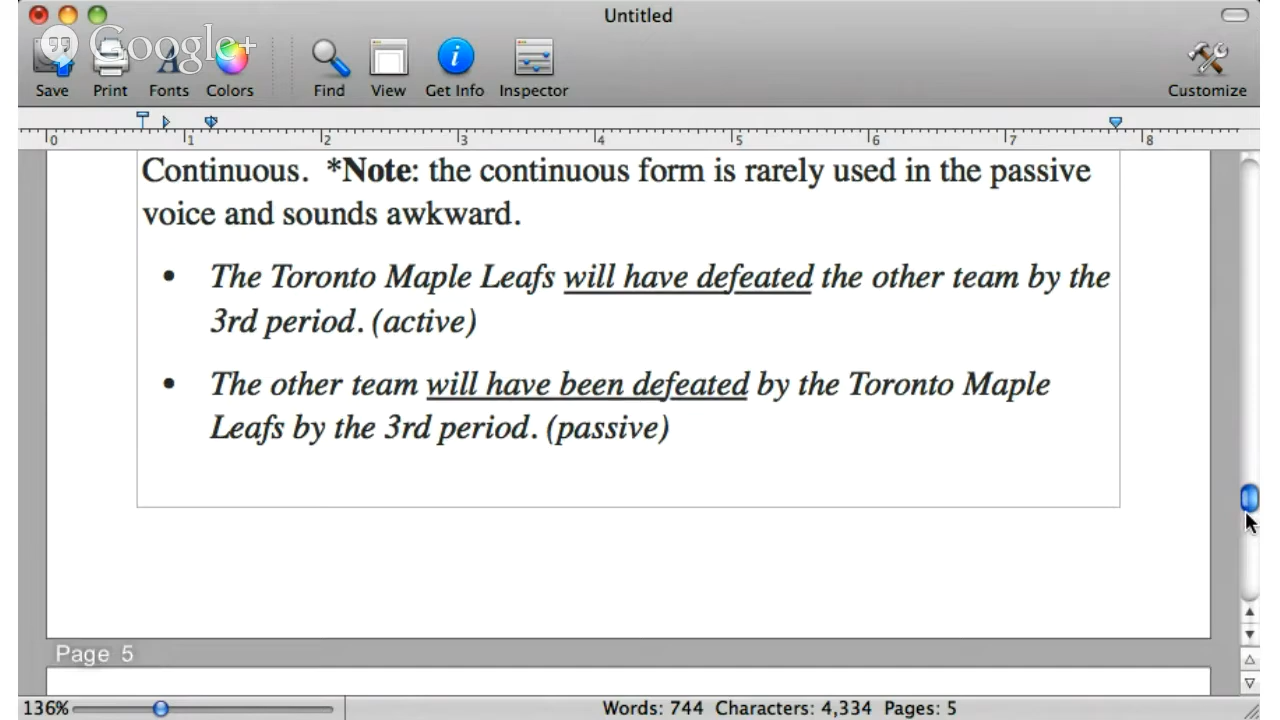 Untitled
Google+
Save Print Fonts Colors Find View Get Info Inspector Customize
0 1 2 3 4 5 6 7 8
Continuous. *Note: the continuous form is rarely used in the passive
voice and sounds awkward.
• The Toronto Maple Leafs will have defeated the other team by the
3rd period. (active)
• The other team will have been defeated by the Toronto Maple
Leafs by the 3rd period. (passive)
Page 5
136% Words: 744 Characters: 4,334 Pages: 5